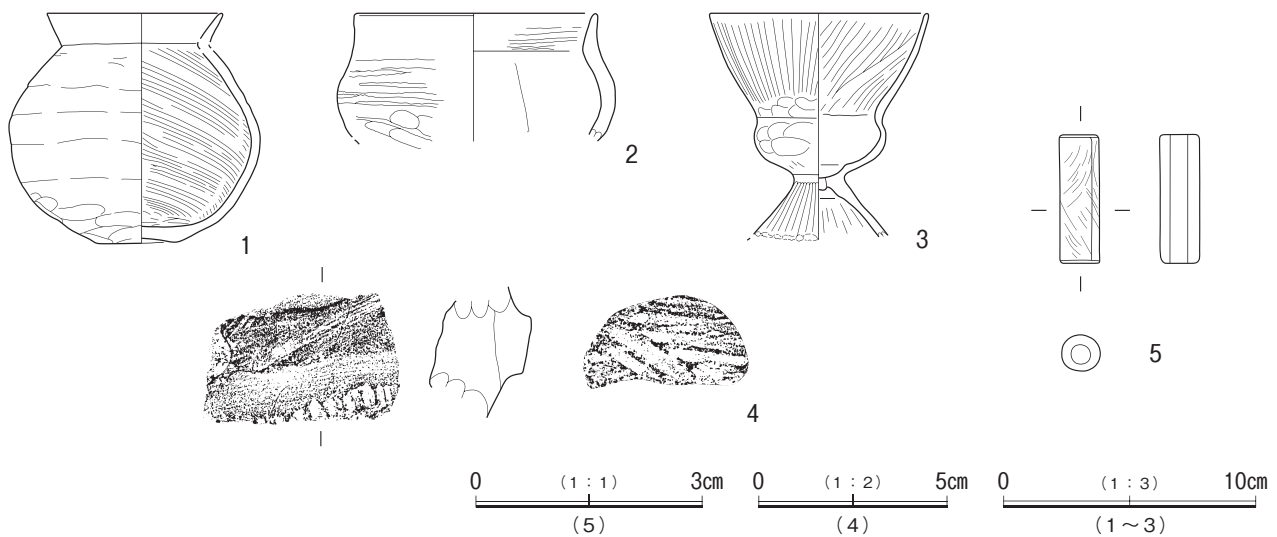 1
2
3
5
4
0 （1：1） 3㎝
（5）
0 （1：2） 5㎝
（4）
0 （1：3） 10㎝
（1～3）